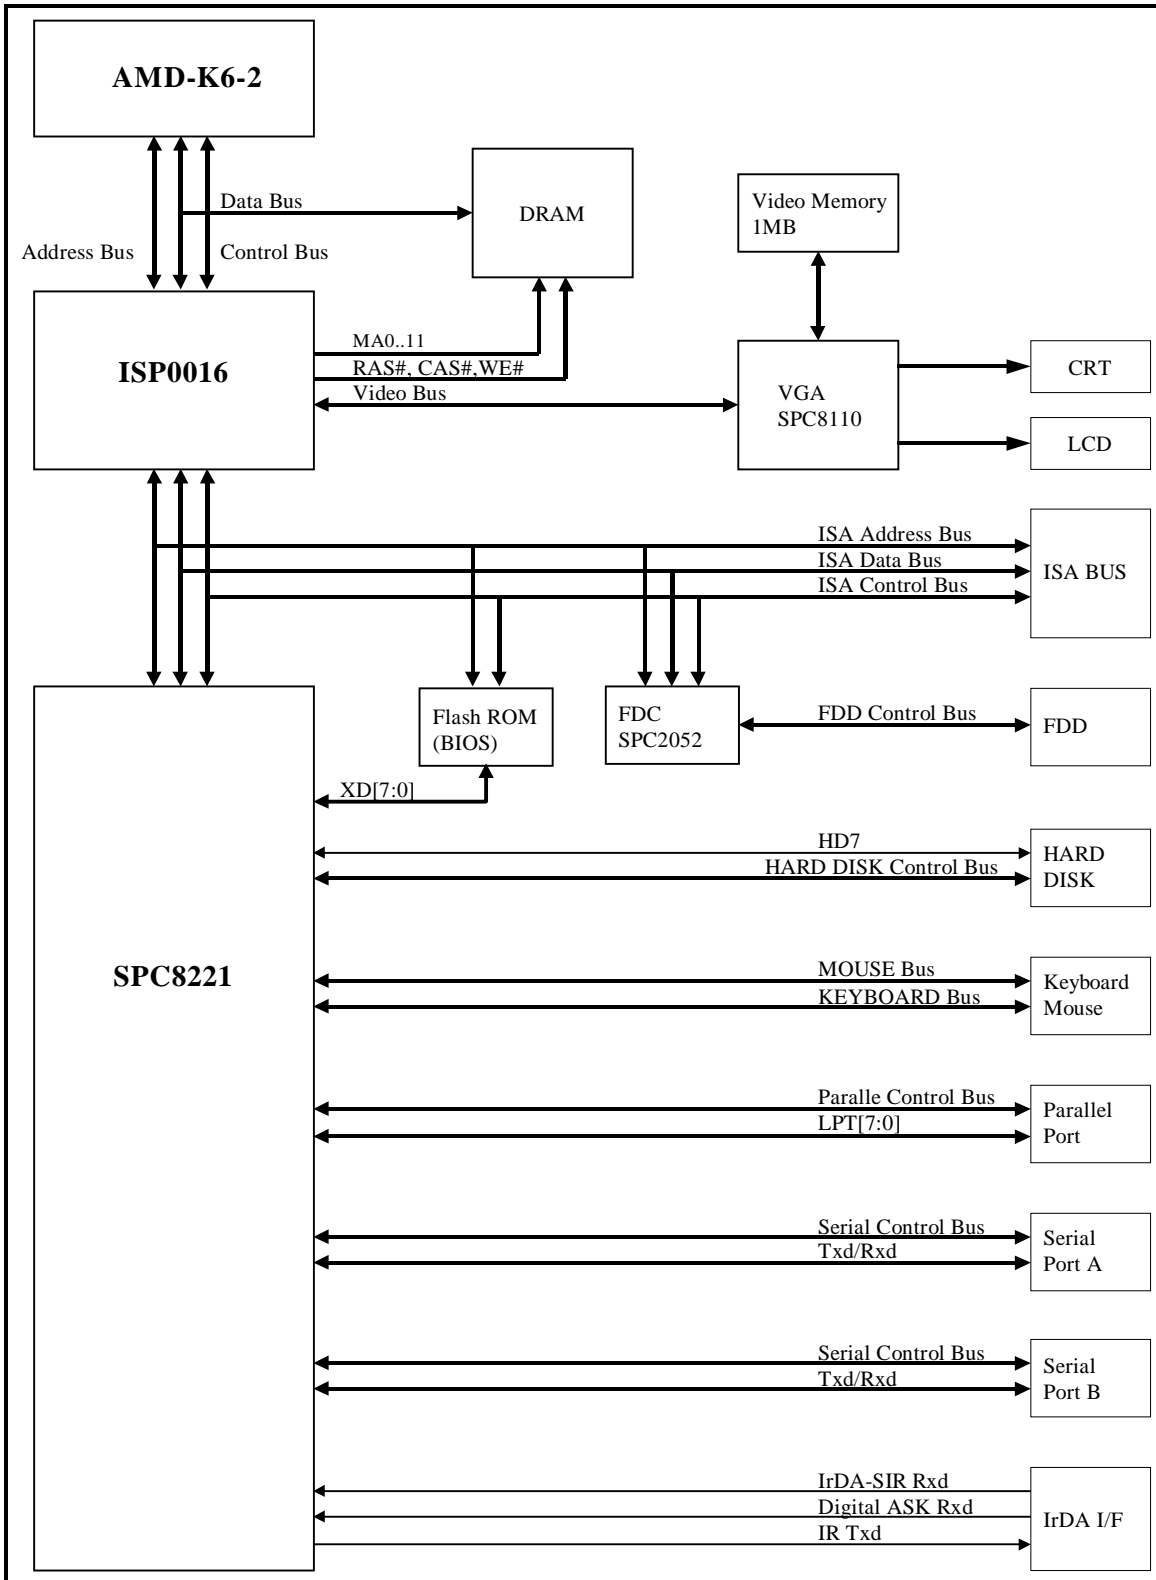 AMD-K6-2
Data Bus
Address Bus
Control Bus
DRAM
Video Memory
1MB
ISP0016
MA0..11
RAS#, CAS#,WE#
Video Bus
VGA
SPC8110
CRT
LCD
ISA Address Bus
ISA Data Bus
ISA Control Bus
ISA BUS
Flash ROM
(BIOS)
FDC
SPC2052
FDD Control Bus
FDD
XD[7:0]
HD7
HARD DISK Control Bus
HARD
DISK
SPC8221
MOUSE Bus
KEYBOARD Bus
Keyboard
Mouse
Paralle Control Bus
LPT[7:0]
Parallel
Port
Serial Control Bus
Txd/Rxd
Serial
Port A
Serial Control Bus
Txd/Rxd
Serial
Port B
IrDA-SIR Rxd
Digital ASK Rxd
IR Txd
IrDA I/F